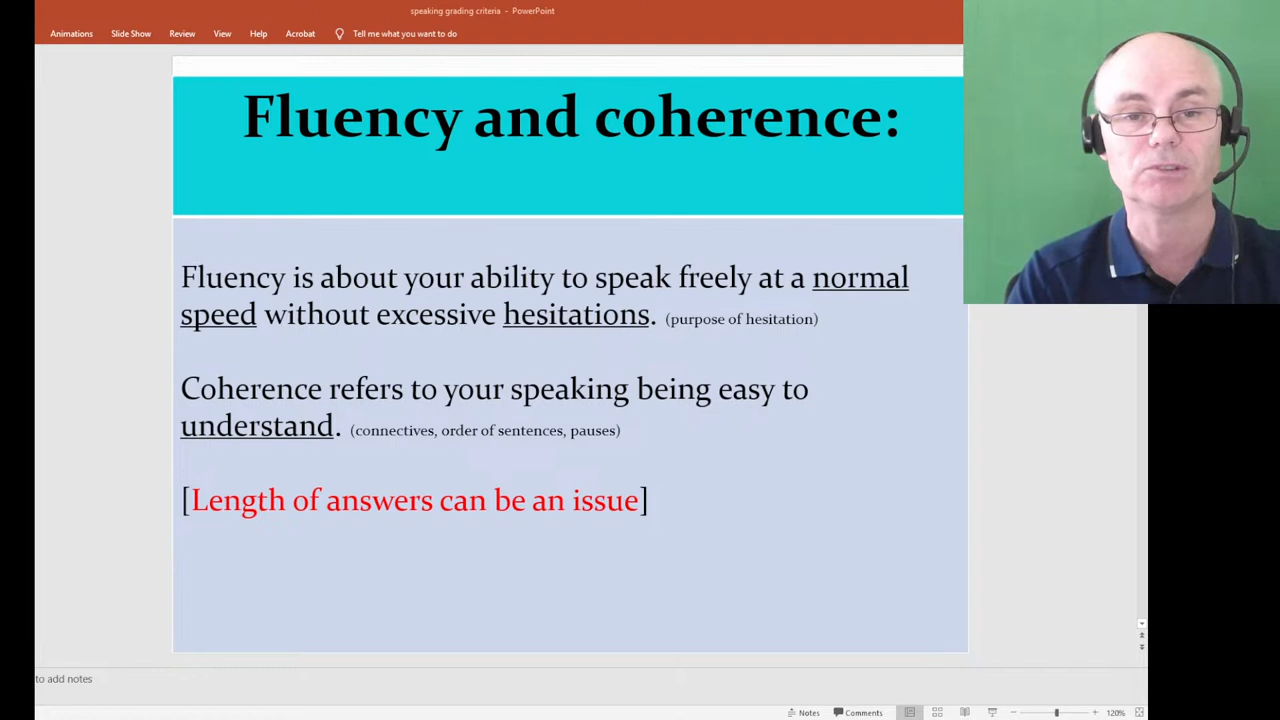 speaking grading criteria - PowerPoint
Animations Slide Show Review View Help Acrobat Tell me what you want to do
Fluency and coherence:
Fluency is about your ability to speak freely at a normal
speed without excessive hesitations. (purpose of hesitation)
Coherence refers to your speaking being easy to
understand. (connectives, order of sentences, pauses)
[Length of answers can be an issue]
to add notes
Notes Comments 120%